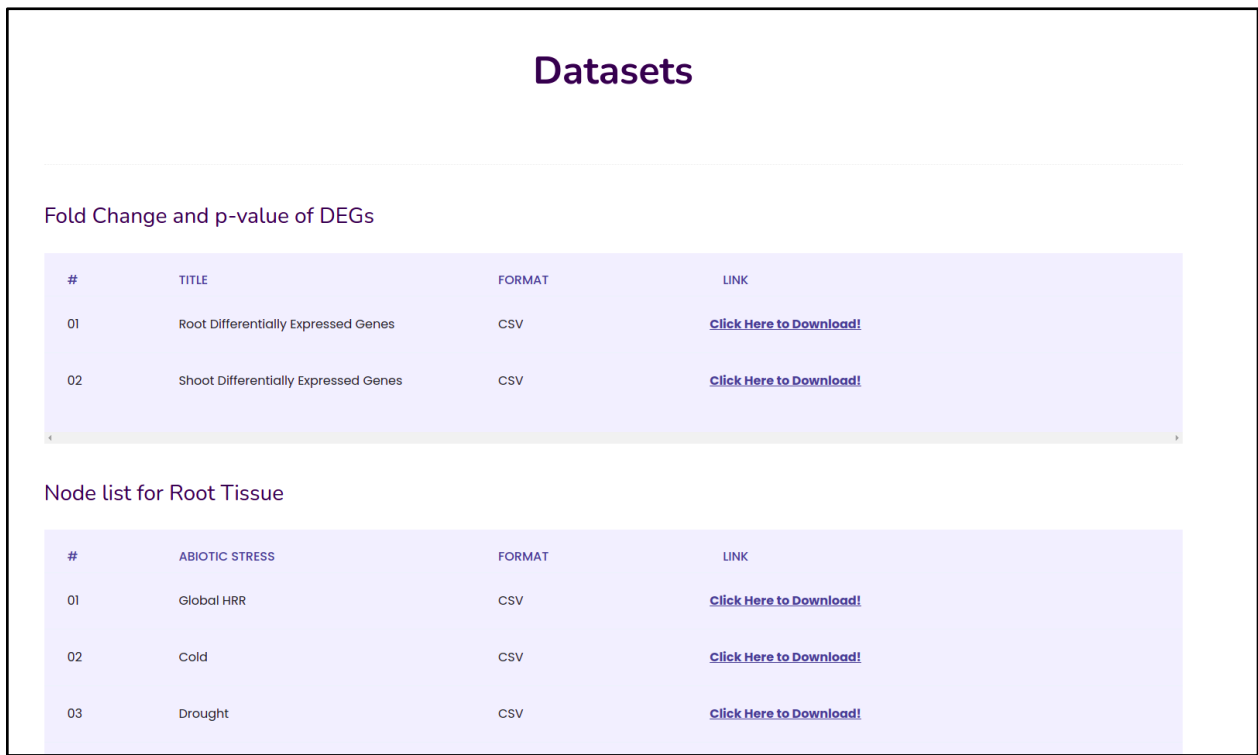 Datasets
Fold Change and p-value of DEGs
# TITLE FORMAT LINK
01 Root Differentially Expressed Genes CSV Click Here to Download!
02 Shoot Differentially Expressed Genes CSV Click Here to Download!
Node list for Root Tissue
# ABIOTIC STRESS FORMAT LINK
01 Global HRR CSV Click Here to Download!
02 Cold CSV Click Here to Download!
03 Drought CSV Click Here to Download!